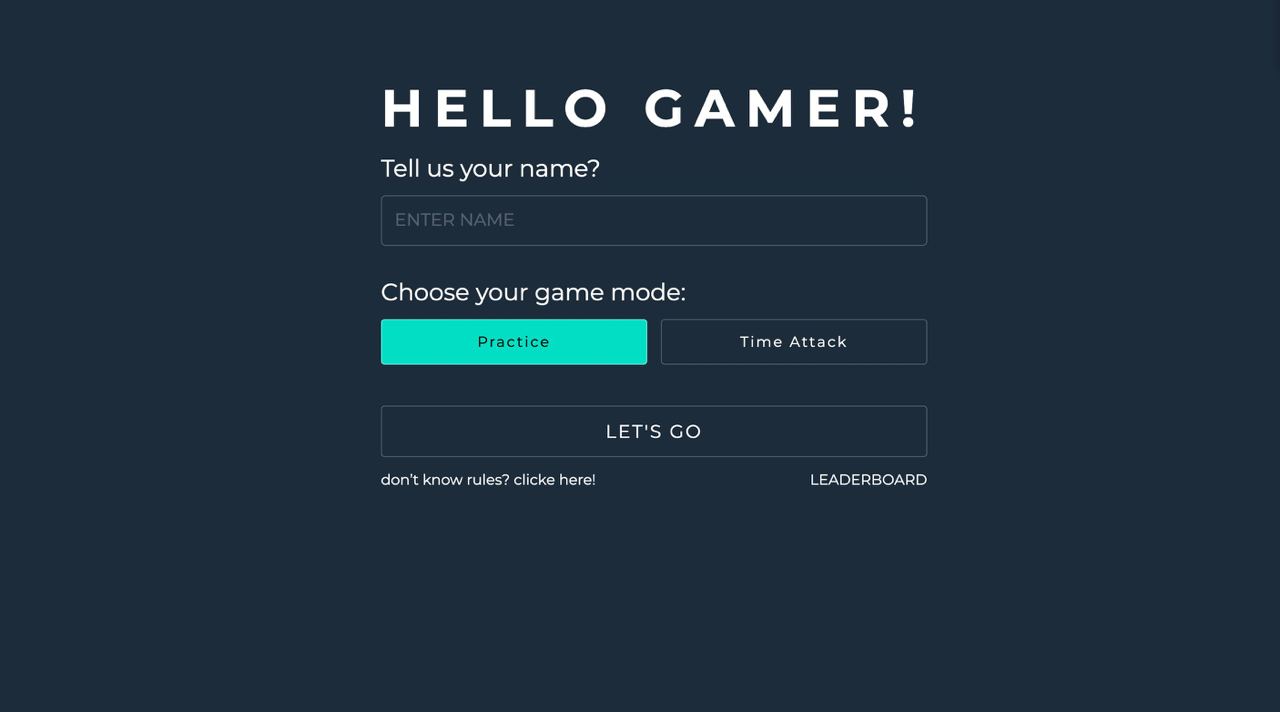 HELLO GAMER!
Tell us your name?
ENTER NAME
Choose your game mode:
Practice
Time Attack
LET'S GO
don't know rules? clicke here!
LEADERBOARD